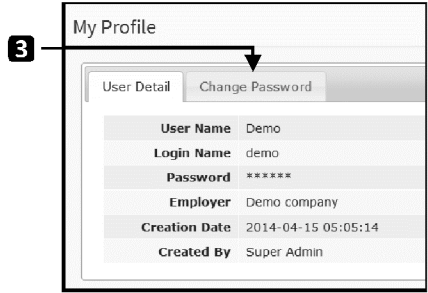 My Profile
3
User Detail Change Password
User Name Demo
Login Name demo
Password ******
Employer Demo company
Creation Date 2014-04-15 05:05:14
Created By Super Admin